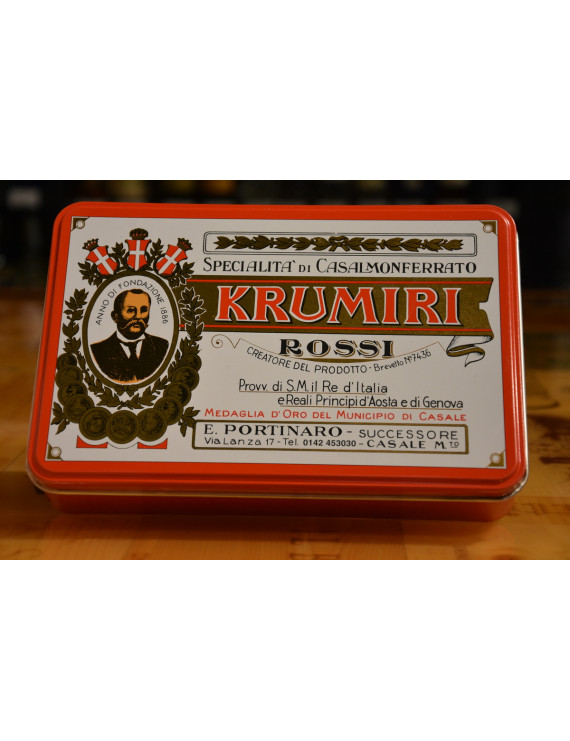 ANNO DI FONDAZIONE 1886
SPECIALITA' DI CASALMONFERRATO
KRUMIRI
ROSSI
CREATORE DEL PRODOTTO - Brevetto Nº 7436
Provv. di S.M. il Re d'Italia
e Reali Principi d'Aosta e di Genova
MEDAGLIA D'ORO DEL MUNICIPIO DI CASALE
E. PORTINARO - SUCCESSORE
Via Lanza 17 - Tel. 0142 453030 - CASALE M.TO